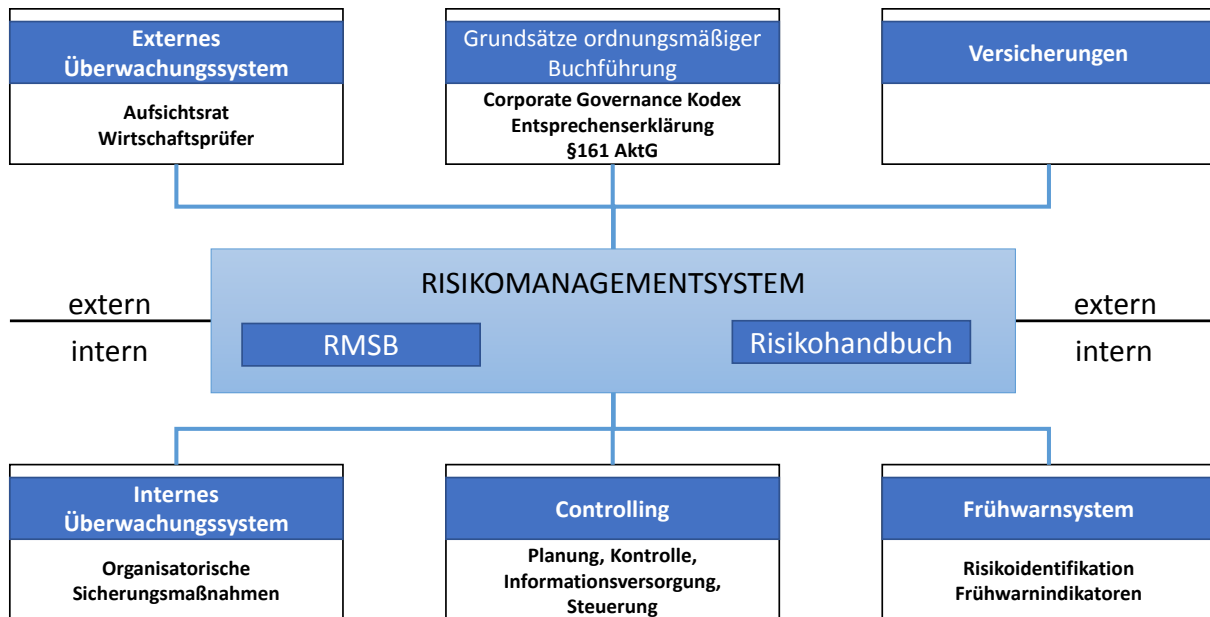 Externes
Überwachungssystem
Aufsichtsrat
Wirtschaftsprüfer
Grundsätze ordnungsmäßiger
Buchführung
Corporate Governance Kodex
Entsprechenserklärung
§161 AktG
Versicherungen
RISIKOMANAGEMENTSYSTEM
extern
intern
RMSB
Risikohandbuch
extern
intern
Internes
Überwachungssystem
Organisatorische
Sicherungsmaßnahmen
Controlling
Planung, Kontrolle,
Informationsversorgung,
Steuerung
Frühwarnsystem
Risikoidentifikation
Frühwarnindikatoren